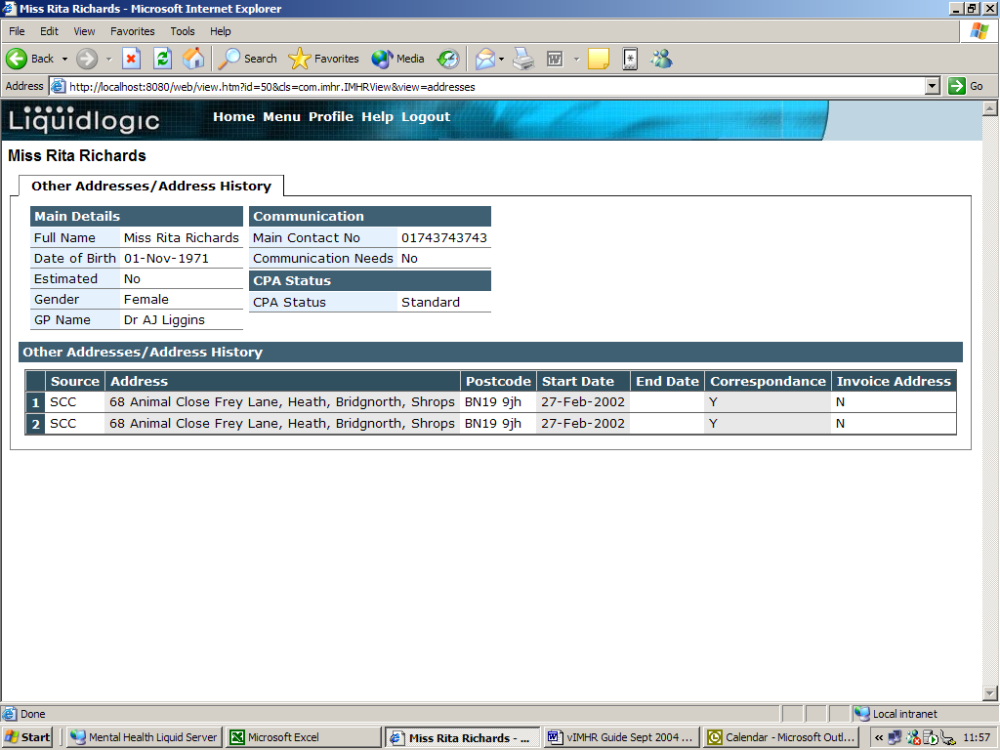 Miss Rita Richards - Microsoft Internet Explorer
File Edit View Favorites Tools Help
Back Search Favorites Media
Address http://localhost:8080/web/view.htm?id=50&cls=com.imhr.IMHRView&view=addresses Go
Liquidlogic Home Menu Profile Help Logout
Miss Rita Richards
Other Addresses/Address History
Main Details Communication
Full Name Miss Rita Richards Main Contact No 01743743743
Date of Birth 01-Nov-1971 Communication Needs No
Estimated No CPA Status
Gender Female CPA Status Standard
GP Name Dr AJ Liggins
Other Addresses/Address History
Source Address Postcode Start Date End Date Correspondance Invoice Address
1 SCC 68 Animal Close Frey Lane, Heath, Bridgnorth, Shrops BN19 9jh 27-Feb-2002 Y N
2 SCC 68 Animal Close Frey Lane, Heath, Bridgnorth, Shrops BN19 9jh 27-Feb-2002 Y N
Done Local intranet
Start Mental Health Liquid Server Microsoft Excel Miss Rita Richards - ... vIMHR Guide Sept 2004 ... Calendar - Microsoft Outl... « 11:57